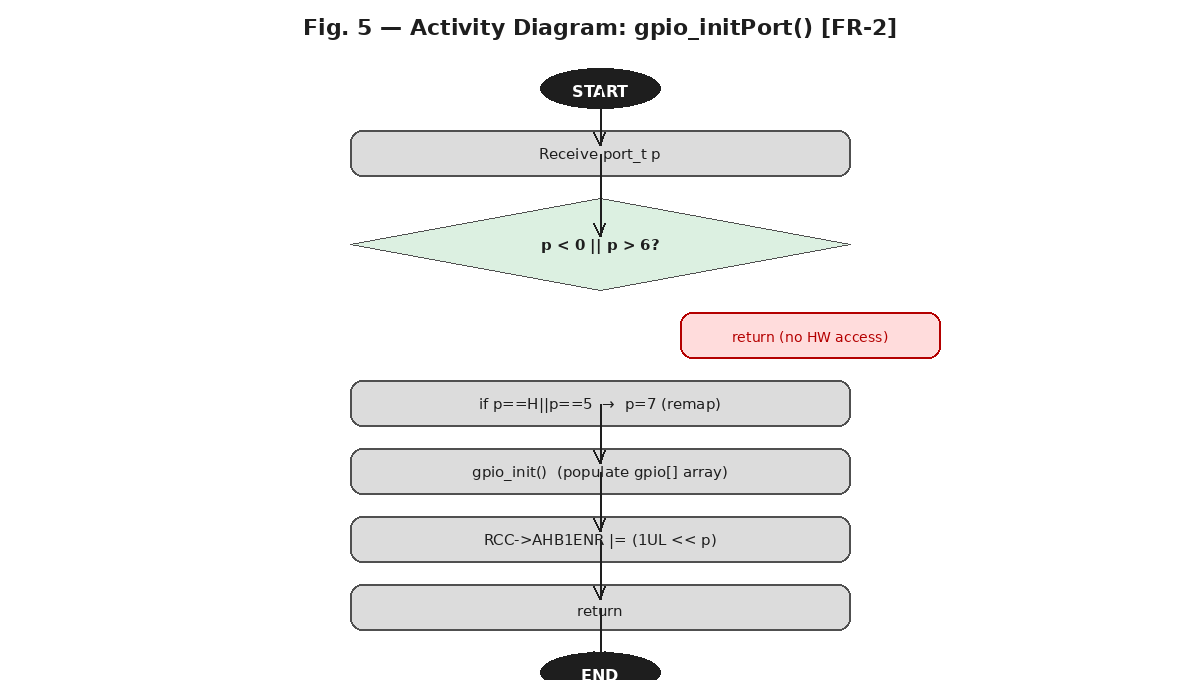 Fig. 5 — Activity Diagram: gpio_initPort() [FR-2]
START
Receive port_t p
p < 0 || p > 6?
return (no HW access)
if p==H||p==5 → p=7 (remap)
gpio_init() (populate gpio[] array)
RCC->AHB1ENR |= (1UL << p)
return
END